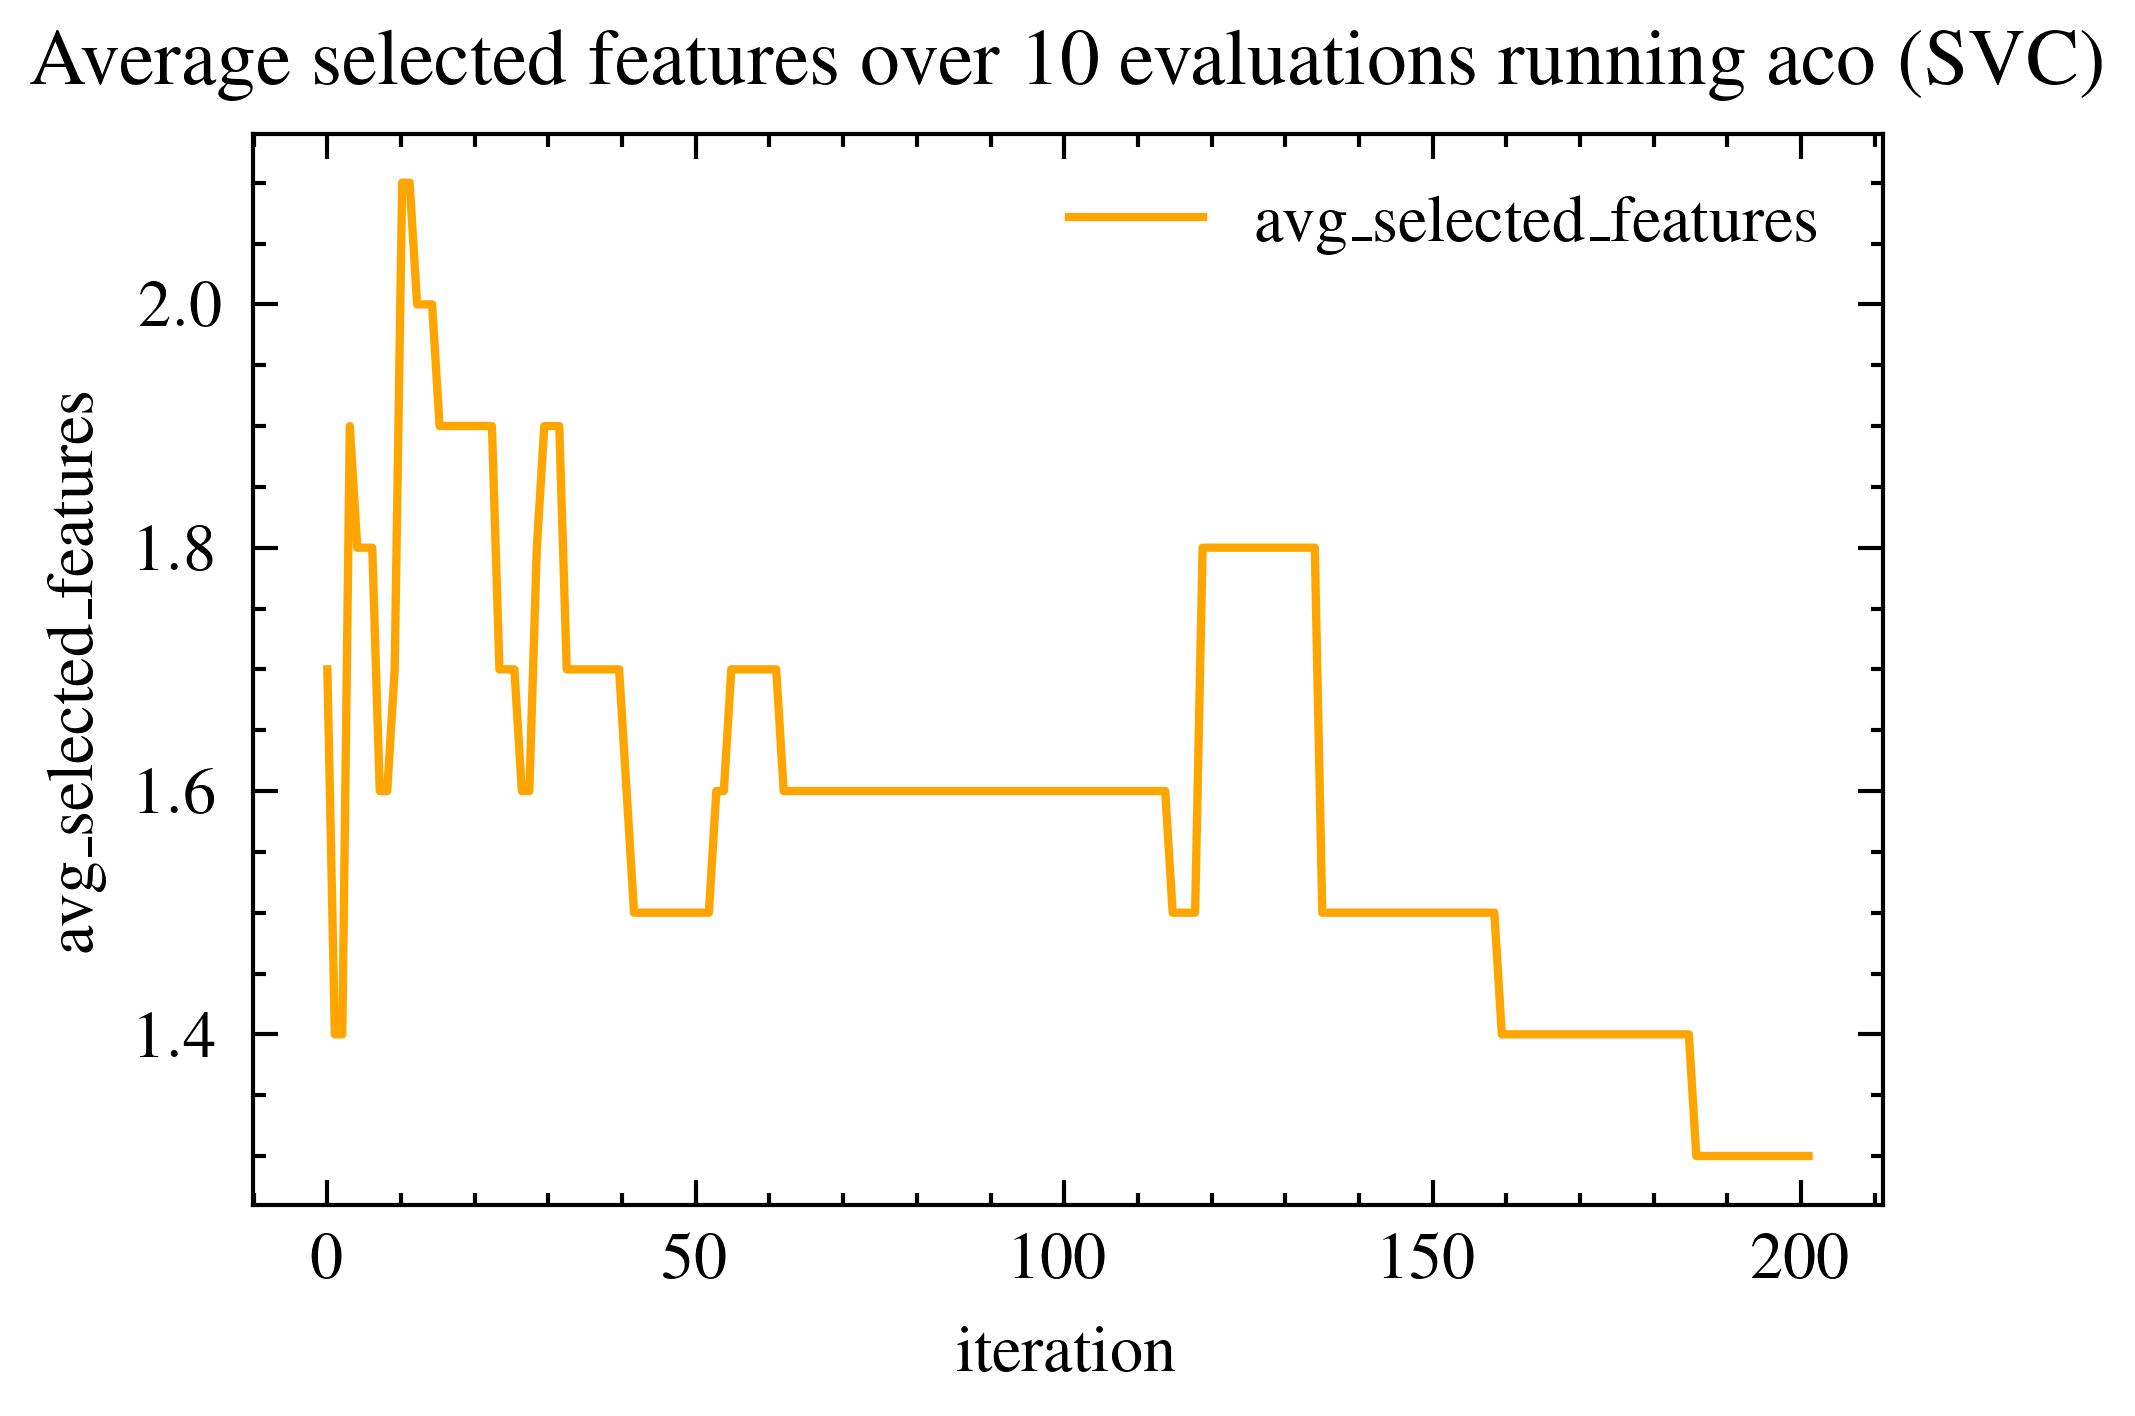 Average selected features over 10 evaluations running aco (SVC)
avg_selected_features
2.0
1.8
1.6
1.4
avg_selected_features
0 50 100 150 200
iteration